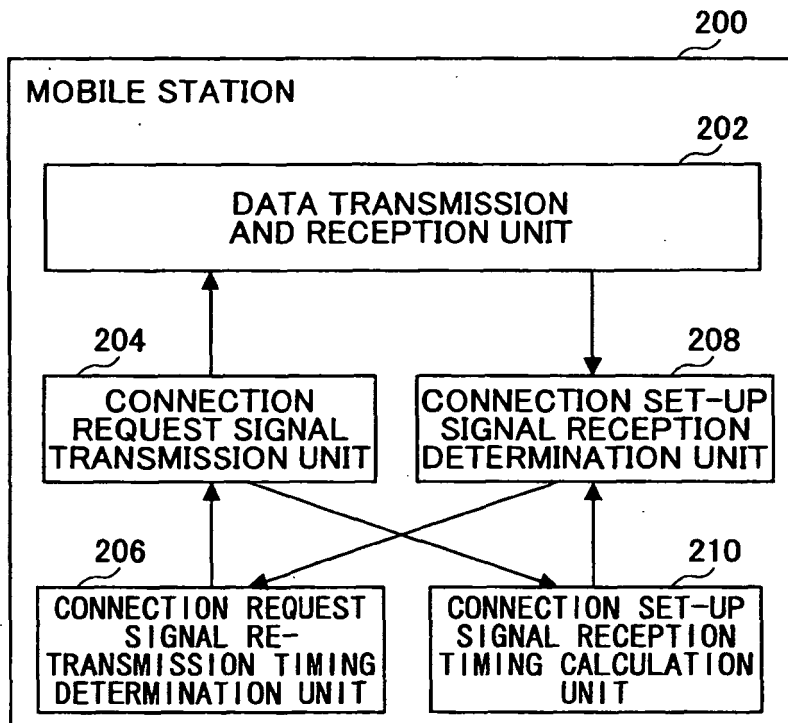 200
MOBILE STATION
202
DATA TRANSMISSION
AND RECEPTION UNIT
204
208
CONNECTION
REQUEST SIGNAL
TRANSMISSION UNIT
CONNECTION SET-UP
SIGNAL RECEPTION
DETERMINATION UNIT
206
210
CONNECTION REQUEST
SIGNAL RE-
TRANSMISSION TIMING
DETERMINATION UNIT
CONNECTION SET-UP
SIGNAL RECEPTION
TIMING CALCULATION
UNIT